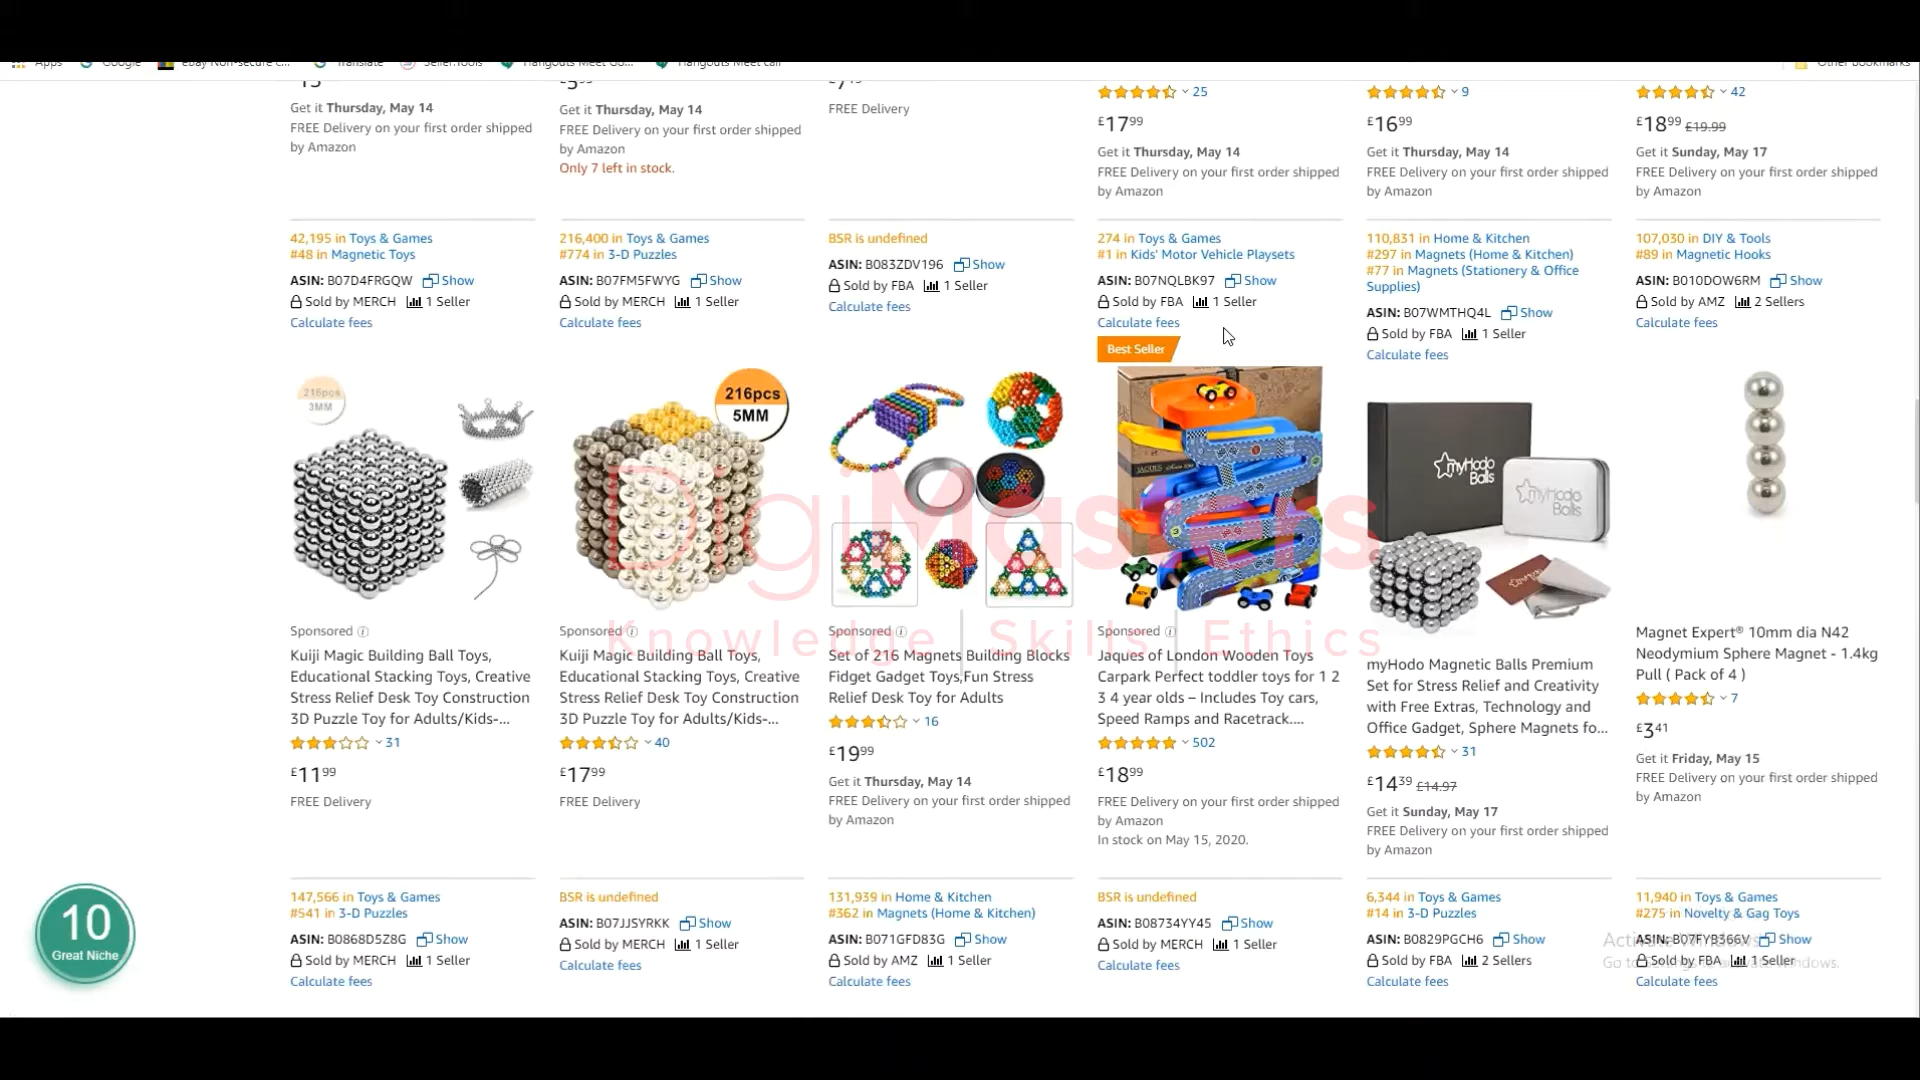 Apps Google eBay Non-secure c... Translate SellerTools Hangouts Meet Go... Hangouts Meet call Other bookmarks
Get it Thursday, May 14
FREE Delivery on your first order shipped
by Amazon
Get it Thursday, May 14
FREE Delivery on your first order shipped
by Amazon
Only 7 left in stock.
FREE Delivery
25
£17.99
Get it Thursday, May 14
FREE Delivery on your first order shipped
by Amazon
9
£16.99
Get it Thursday, May 14
FREE Delivery on your first order shipped
by Amazon
42
£18.99 £19.99
Get it Sunday, May 17
FREE Delivery on your first order shipped
by Amazon
42,195 in Toys & Games
#48 in Magnetic Toys
ASIN: B07D4FRGQW Show
Sold by MERCH 1 Seller
Calculate fees
216,400 in Toys & Games
#774 in 3-D Puzzles
ASIN: B07FM5FWYG Show
Sold by MERCH 1 Seller
Calculate fees
BSR is undefined
ASIN: B083ZDV196 Show
Sold by FBA 1 Seller
Calculate fees
274 in Toys & Games
#1 in Kids' Motor Vehicle Playsets
ASIN: B07NQLBK97 Show
Sold by FBA 1 Seller
Calculate fees
110,831 in Home & Kitchen
#297 in Magnets (Home & Kitchen)
#77 in Magnets (Stationery & Office
Supplies)
ASIN: B07WMTHQ4L Show
Sold by FBA 1 Seller
Calculate fees
107,030 in DIY & Tools
#89 in Magnetic Hooks
ASIN: B010DOW6RM Show
Sold by AMZ 2 Sellers
Calculate fees
Best Seller
216pcs
3MM
216pcs
5MM
myHodo
Balls
myHodo
Balls
DigiMasters
Knowledge | Skills | Ethics
Sponsored
Kuiji Magic Building Ball Toys,
Educational Stacking Toys, Creative
Stress Relief Desk Toy Construction
3D Puzzle Toy for Adults/Kids-...
31
£11.99
FREE Delivery
Sponsored
Kuiji Magic Building Ball Toys,
Educational Stacking Toys, Creative
Stress Relief Desk Toy Construction
3D Puzzle Toy for Adults/Kids-...
40
£17.99
FREE Delivery
Sponsored
Set of 216 Magnets Building Blocks
Fidget Gadget Toys,Fun Stress
Relief Desk Toy for Adults
16
£19.99
Get it Thursday, May 14
FREE Delivery on your first order shipped
by Amazon
Sponsored
Jaques of London Wooden Toys
Carpark Perfect toddler toys for 1 2
3 4 year olds – Includes Toy cars,
Speed Ramps and Racetrack....
502
£18.99
FREE Delivery on your first order shipped
by Amazon
In stock on May 15, 2020.
myHodo Magnetic Balls Premium
Set for Stress Relief and Creativity
with Free Extras, Technology and
Office Gadget, Sphere Magnets fo...
31
£14.39 £14.97
Get it Sunday, May 17
FREE Delivery on your first order shipped
by Amazon
Magnet Expert® 10mm dia N42
Neodymium Sphere Magnet - 1.4kg
Pull ( Pack of 4 )
7
£3.41
Get it Friday, May 15
FREE Delivery on your first order shipped
by Amazon
147,566 in Toys & Games
#541 in 3-D Puzzles
ASIN: B0868D5Z8G Show
Sold by MERCH 1 Seller
Calculate fees
BSR is undefined
ASIN: B07JJSYRKK Show
Sold by MERCH 1 Seller
Calculate fees
131,939 in Home & Kitchen
#362 in Magnets (Home & Kitchen)
ASIN: B071GFD83G Show
Sold by AMZ 1 Seller
Calculate fees
BSR is undefined
ASIN: B08734YY45 Show
Sold by MERCH 1 Seller
Calculate fees
6,344 in Toys & Games
#14 in 3-D Puzzles
ASIN: B0829PGCH6 Show
Sold by FBA 2 Sellers
Calculate fees
11,940 in Toys & Games
#275 in Novelty & Gag Toys
ASIN: B07FYB366V Show
Sold by FBA 1 Seller
Calculate fees
10
Great Niche
Activate Windows
Go to Settings to activate Windows.